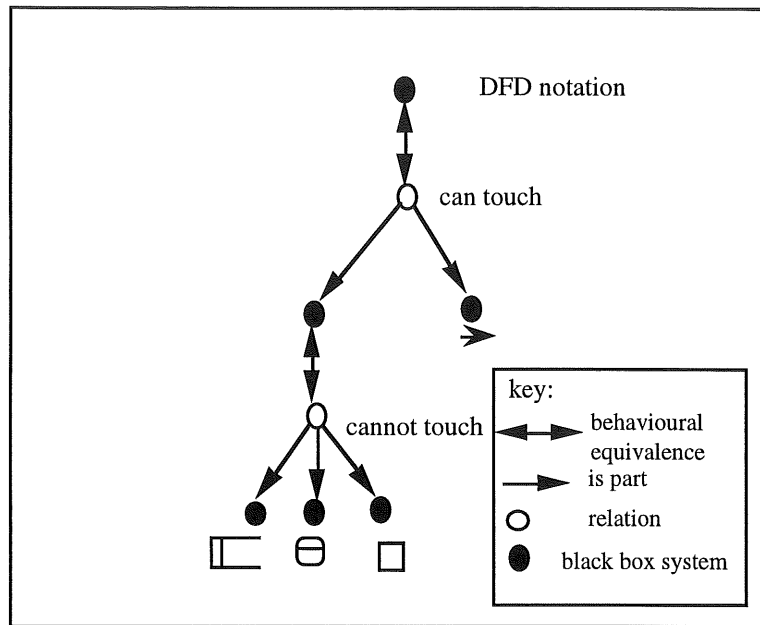 DFD notation
can touch
cannot touch
key:
behavioural
equivalence
is part
relation
black box system